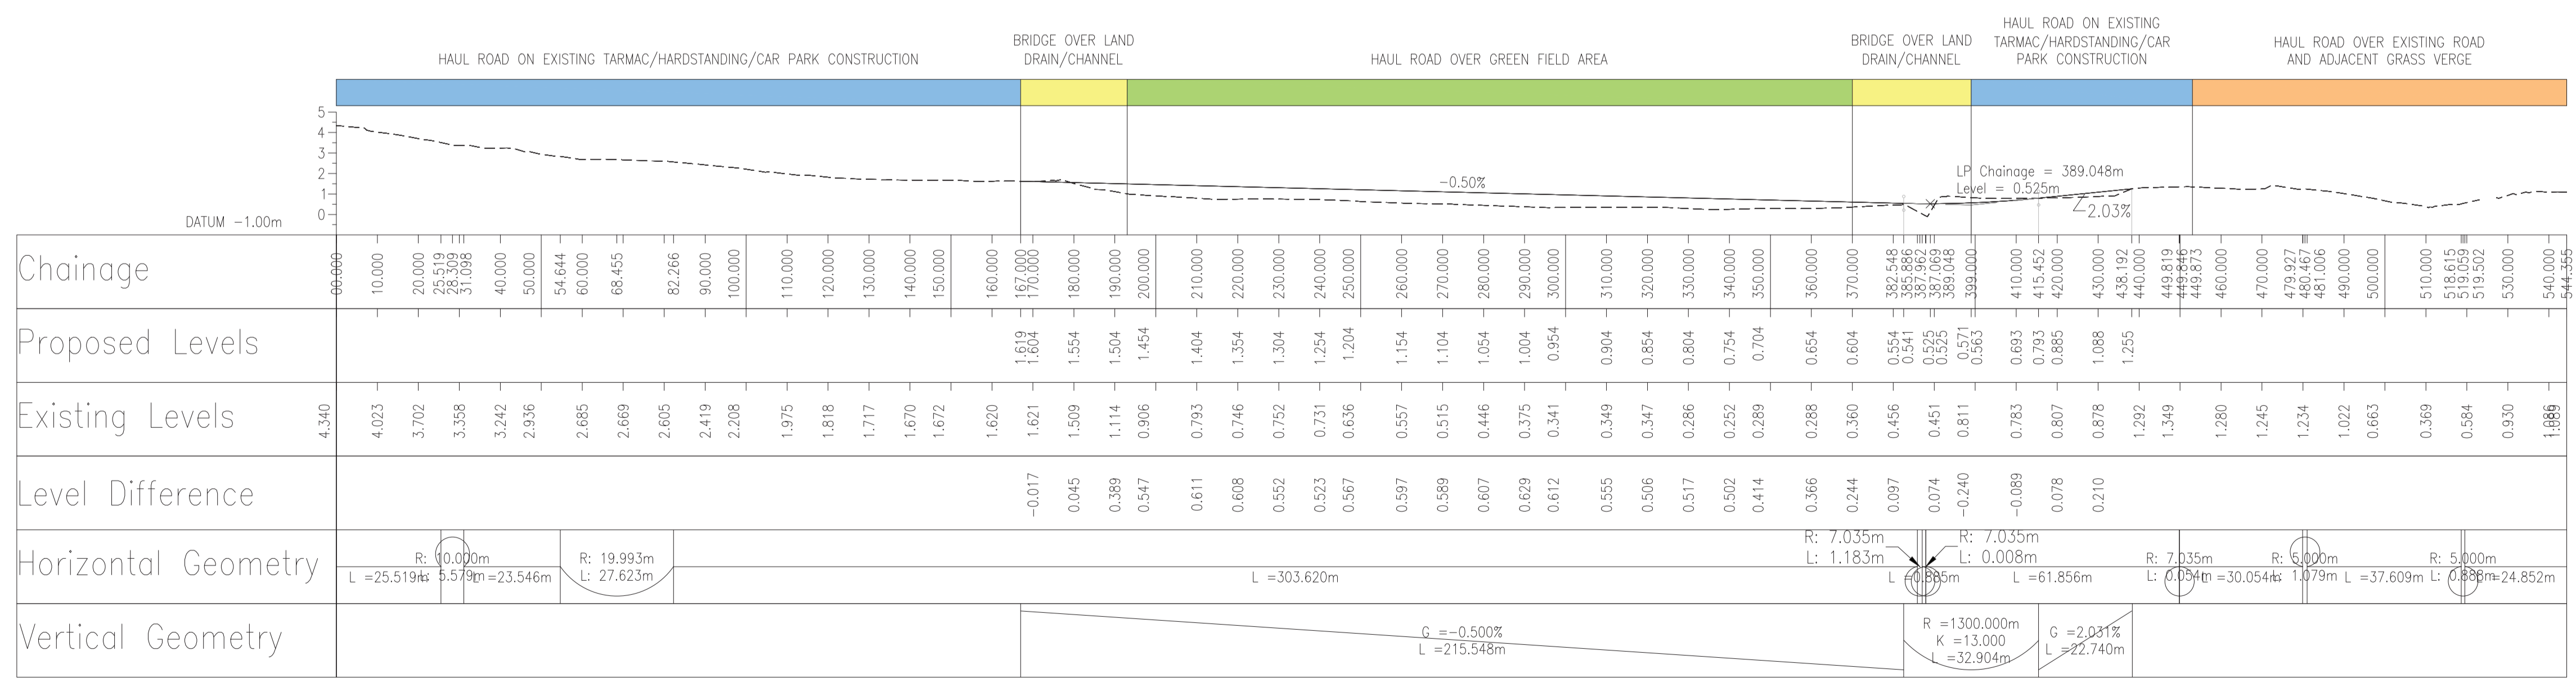 HAUL ROAD ON EXISTING TARMAC/HARDSTANDING/CAR PARK CONSTRUCTION
BRIDGE OVER LAND
DRAIN/CHANNEL
HAUL ROAD OVER GREEN FIELD AREA
BRIDGE OVER LAND
DRAIN/CHANNEL
HAUL ROAD ON EXISTING
TARMAC/HARDSTANDING/CAR
PARK CONSTRUCTION
HAUL ROAD OVER EXISTING ROAD
AND ADJACENT GRASS VERGE
5
4
3
2
1
0
DATUM -1.00m
-0.50%
LP Chainage = 389.048m
Level = 0.525m
2.03%
Chainage
00.000 10.000 20.000 25.519 28.309 31.098 40.000 50.000 54.644 60.000 68.455 82.266 90.000 100.000 110.000 120.000 130.000 140.000 150.000 160.000 167.000 170.000 180.000 190.000 200.000 210.000 220.000 230.000 240.000 250.000 260.000 270.000 280.000 290.000 300.000 310.000 320.000 330.000 340.000 350.000 360.000 370.000 382.548 385.886 387.962 387.069 389.048 399.000 410.000 415.452 420.000 430.000 438.192 440.000 449.819 449.846 449.873 460.000 470.000 479.927 480.467 481.006 490.000 500.000 510.000 518.615 519.059 519.502 530.000 540.000 544.355
Proposed Levels
1.619 1.604 1.554 1.504 1.454 1.404 1.354 1.304 1.254 1.204 1.154 1.104 1.054 1.004 0.954 0.904 0.854 0.804 0.754 0.704 0.654 0.604 0.554 0.541 0.525 0.525 0.571 0.563 0.693 0.793 0.885 1.088 1.255
Existing Levels
4.340 4.023 3.702 3.358 3.242 2.936 2.685 2.669 2.605 2.419 2.208 1.975 1.818 1.717 1.670 1.672 1.620 1.621 1.509 1.114 0.906 0.793 0.746 0.752 0.731 0.636 0.557 0.515 0.446 0.375 0.341 0.349 0.347 0.286 0.252 0.289 0.288 0.360 0.456 0.451 0.811 0.783 0.807 0.878 1.292 1.349 1.280 1.245 1.234 1.022 0.663 0.369 0.584 0.930 1.086 1.089
Level Difference
-0.017 0.045 0.389 0.547 0.611 0.608 0.552 0.523 0.567 0.597 0.589 0.607 0.629 0.612 0.555 0.506 0.517 0.502 0.414 0.366 0.244 0.097 0.074 -0.240 -0.089 0.078 0.210
Horizontal Geometry
L =25.519m
R: 10.000m
L: 5.579m
L =23.546m
R: 19.993m
L: 27.623m
L =303.620m
R: 7.035m
L: 1.183m
L =0.885m
R: 7.035m
L: 0.008m
L =61.856m
R: 7.035m
L: 0.054m
L =30.054m
R: 5.000m
L: 1.079m
L =37.609m
R: 5.000m
L: 0.888m
L =24.852m
Vertical Geometry
G =-0.500%
L =215.548m
R =1300.000m
K =13.000
L =32.904m
G =2.031%
L =22.740m